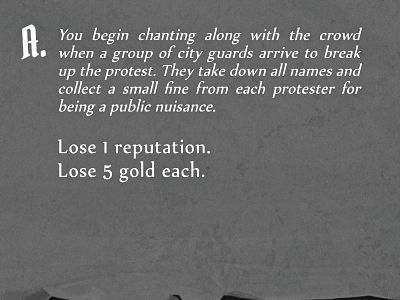 A. You begin chanting along with the crowd
when a group of city guards arrive to break
up the protest. They take down all names and
collect a small fine from each protester for
being a public nuisance.
Lose 1 reputation.
Lose 5 gold each.